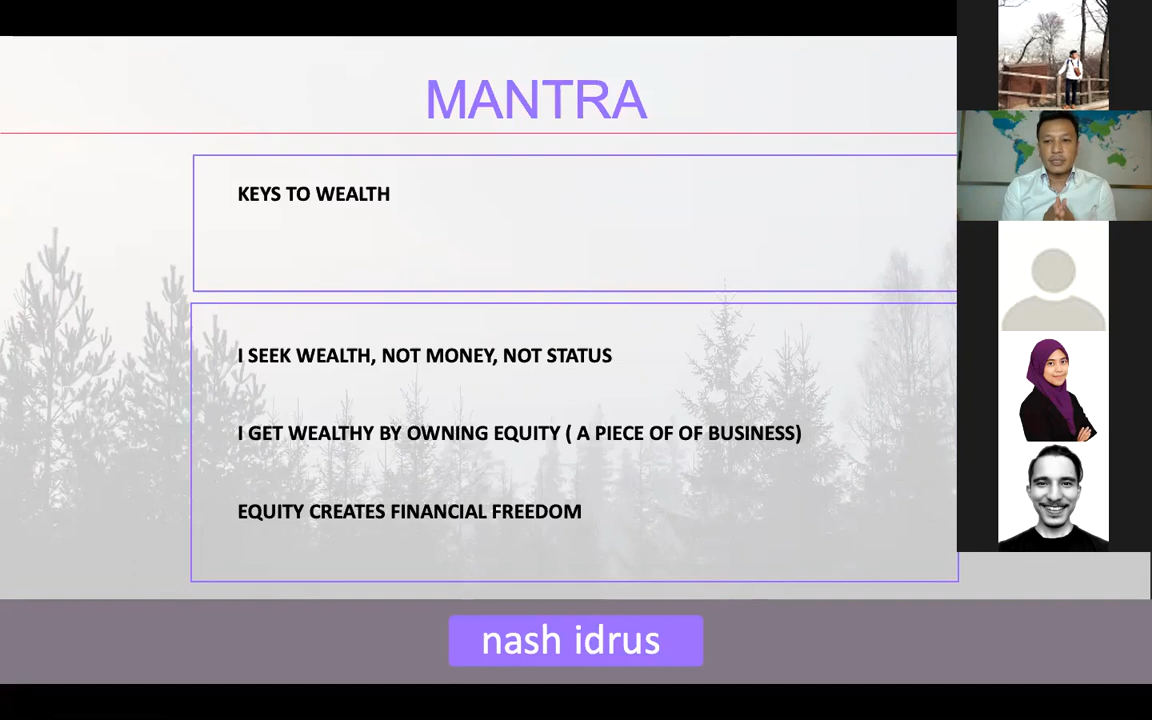 MANTRA
KEYS TO WEALTH
I SEEK WEALTH, NOT MONEY, NOT STATUS
I GET WEALTHY BY OWNING EQUITY ( A PIECE OF OF BUSINESS)
EQUITY CREATES FINANCIAL FREEDOM
nash idrus